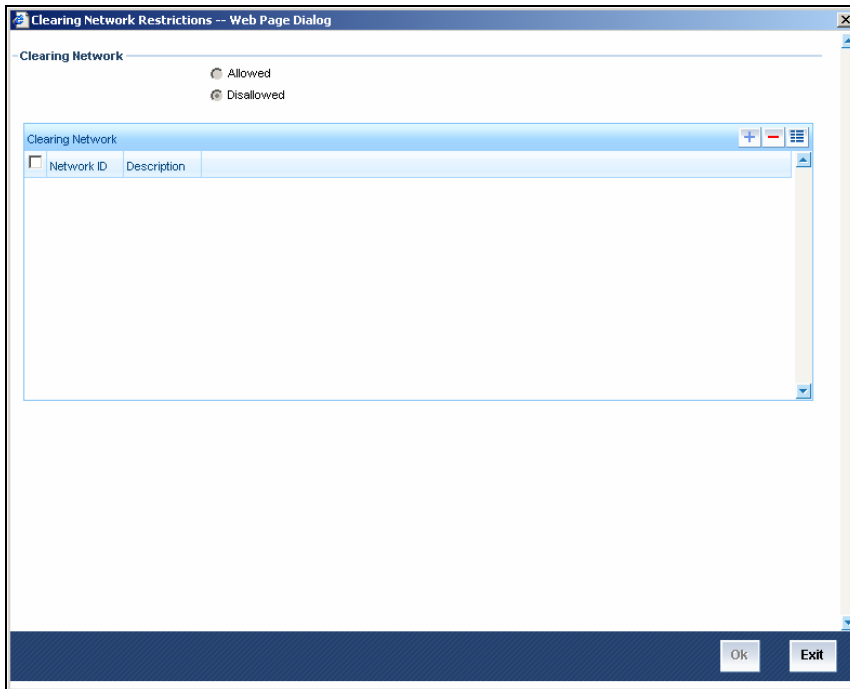 Clearing Network Restrictions -- Web Page Dialog
Clearing Network
Allowed
Disallowed
Clearing Network
Network ID Description
Ok Exit